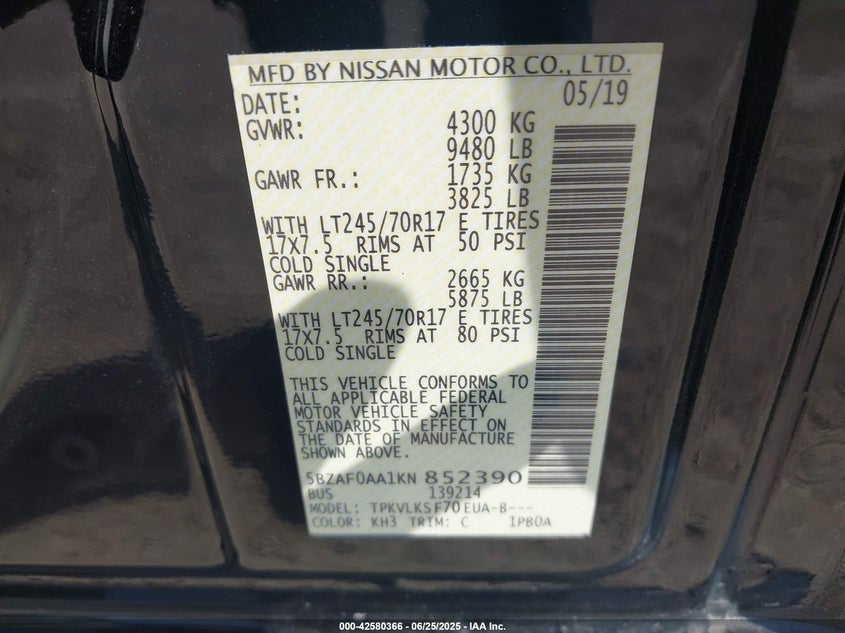 MFD BY NISSAN MOTOR CO., LTD.
DATE: 05/19
GVWR: 4300 KG
9480 LB
GAWR FR.: 1735 KG
3825 LB
WITH LT245/70R17 E TIRES
17X7.5 RIMS AT 50 PSI
COLD SINGLE
GAWR RR.: 2665 KG
5875 LB
WITH LT245/70R17 E TIRES
17X7.5 RIMS AT 80 PSI
COLD SINGLE
THIS VEHICLE CONFORMS TO
ALL APPLICABLE FEDERAL
MOTOR VEHICLE SAFETY
STANDARDS IN EFFECT ON
THE DATE OF MANUFACTURE
SHOWN ABOVE.
5BZAF0AA1KN 852390
BUS 139214
MODEL: TPKVLKSF70EUA-B---
COLOR: KH3 TRIM: C 1PB0A
000-42580366 - 06/25/2025 - IAA Inc.